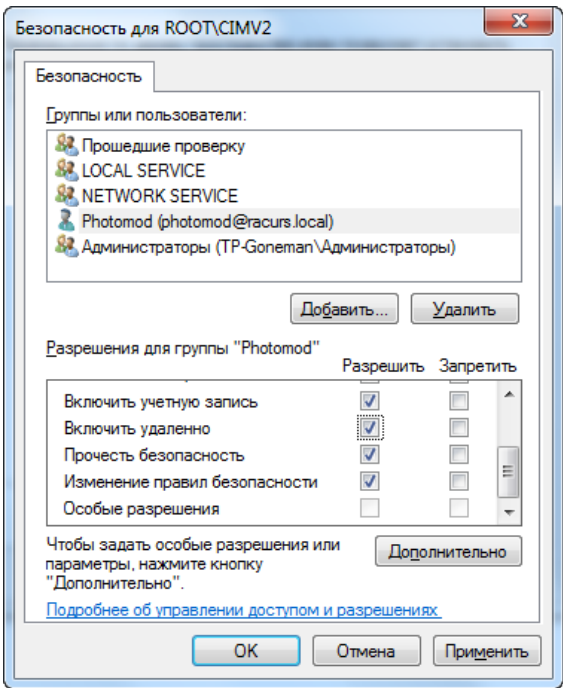 Безопасность для ROOT\CIMV2
Безопасность
Группы или пользователи:
Прошедшие проверку
LOCAL SERVICE
NETWORK SERVICE
Photomod (photomod@racurs.local)
Администраторы (TP-Goneman\Администраторы)
Добавить... Удалить
Разрешения для группы "Photomod"
Разрешить Запретить
Включить учетную запись
Включить удаленно
Прочесть безопасность
Изменение правил безопасности
Особые разрешения
Чтобы задать особые разрешения или
параметры, нажмите кнопку
"Дополнительно".
Дополнительно
Подробнее об управлении доступом и разрешениях
OK Отмена Применить